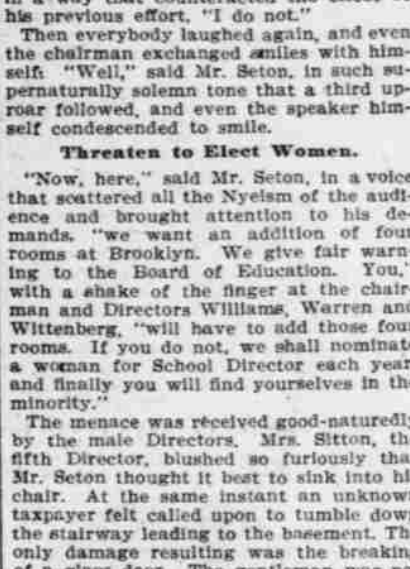 his previous effort, "I do not."
Then everybody laughed again, and even
the chairman exchanged smiles with him-
self: "Well," said Mr. Seton, in such su-
pernaturally solemn tone that a third up-
roar followed, and even the speaker him-
self condescended to smile.
Threaten to Elect Women.
"Now, here," said Mr. Seton, in a voice
that scattered all the Nyeism of the audi-
ence and brought attention to his de-
mands, "we want an addition of four
rooms at Brooklyn. We give fair warn-
ing to the Board of Education. You,"
with a shake of the finger at the chair-
man and Directors Williams, Warren and
Wittenberg, "will have to add those four
rooms. If you do not, we shall nominate
a woman for School Director each year
and finally you will find yourselves in th
minority."
The menace was received good-naturedl
by the male Directors. Mrs. Sitton, th
fifth Director, blushed so furiously tha
Mr. Seton thought it best to sink into hi
chair. At the same instant an unknow
taxpayer felt called upon to tumble dow
the stairway leading to the basement. Th
only damage resulting was the breakin